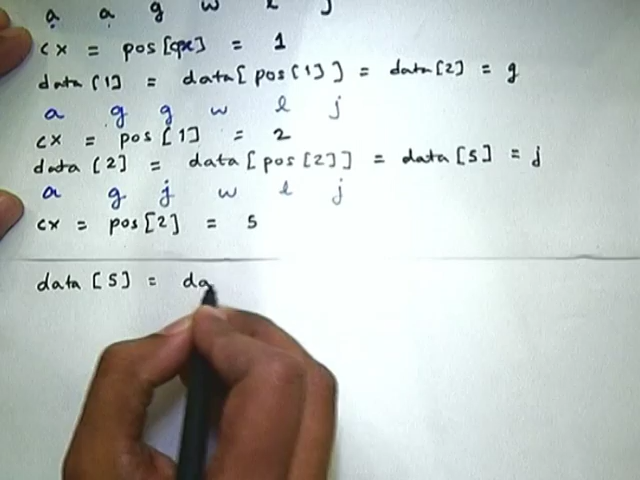 a a g w l j
cx = pos[cpx] = 1
data [1] = data[pos[1]] = data[2] = g
a g g w l j
cx = pos[1] = 2
data [2] = data[pos[2]] = data[5] = j
a g j w l j
cx = pos[2] = 5
data [5] = da